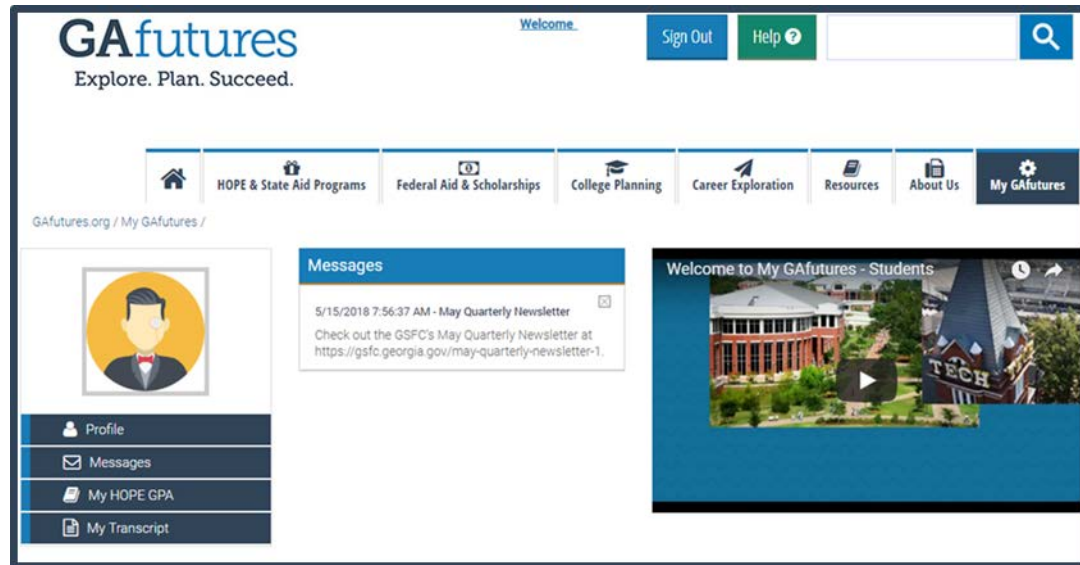 GAfutures
Explore. Plan. Succeed.
Welcome
Sign Out
Help
HOPE & State Aid Programs
Federal Aid & Scholarships
College Planning
Career Exploration
Resources
About Us
My GAfutures
GAfutures.org / My GAfutures /
Profile
Messages
My HOPE GPA
My Transcript
Messages
5/15/2018 7:56:37 AM - May Quarterly Newsletter
Check out the GSFC's May Quarterly Newsletter at
https://gsfc.georgia.gov/may-quarterly-newsletter-1.
Welcome to My GAfutures - Students
TECH